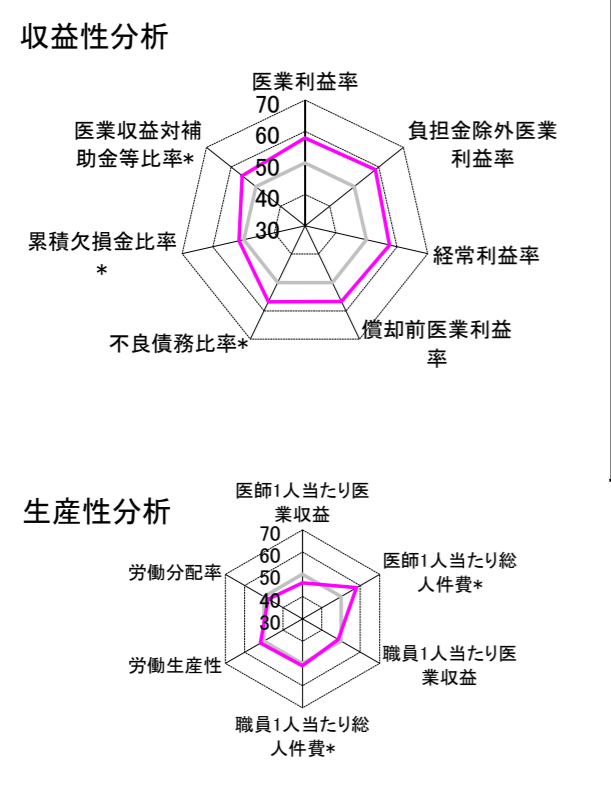 収益性分析
医業利益率
70
60
50
40
30
負担金除外医業
利益率
経常利益率
償却前医業利益
率
不良債務比率*
累積欠損金比率
*
医業収益対補
助金等比率*
生産性分析
医師1人当たり医
業収益
70
60
50
40
30
医師1人当たり総
人件費*
職員1人当たり医
業収益
職員1人当たり総
人件費*
労働生産性
労働分配率